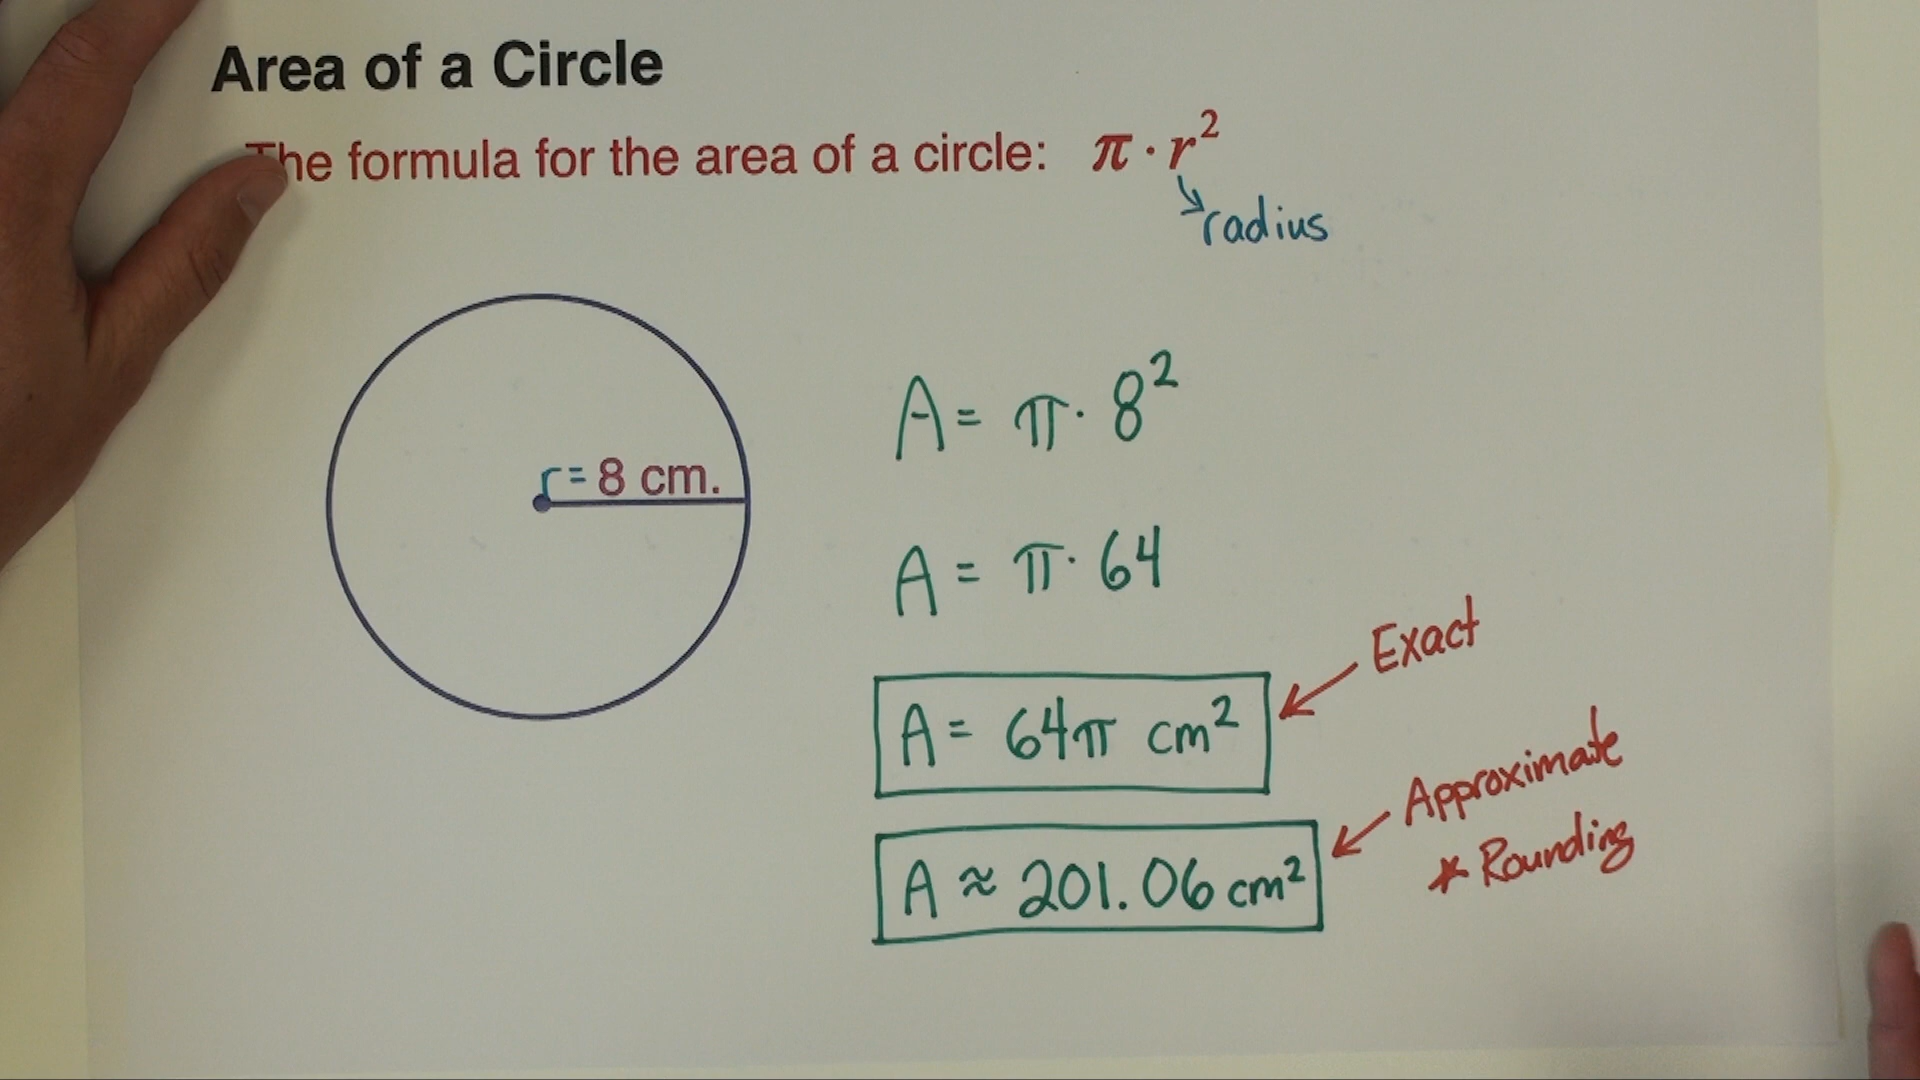 Area of a Circle
The formula for the area of a circle: π · r²
radius
r = 8 cm.
A = π · 8²
A = π · 64
A = 64π cm²
Exact
A ≈ 201.06 cm²
Approximate
* Rounding